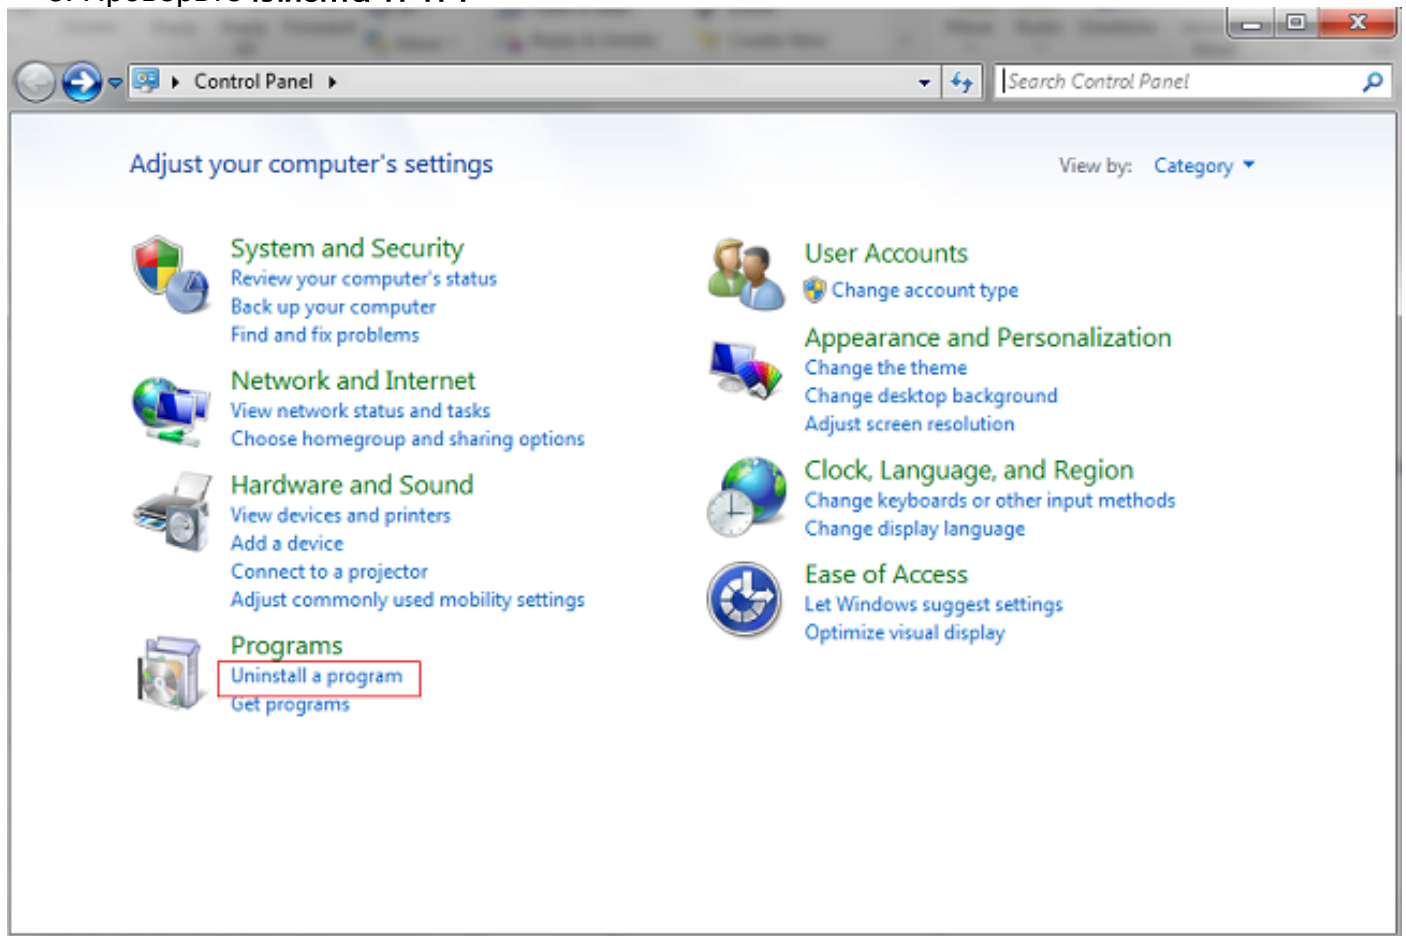 Control Panel
Search Control Panel
Adjust your computer's settings
View by: Category
System and Security
Review your computer's status
Back up your computer
Find and fix problems
Network and Internet
View network status and tasks
Choose homegroup and sharing options
Hardware and Sound
View devices and printers
Add a device
Connect to a projector
Adjust commonly used mobility settings
Programs
Uninstall a program
Get programs
User Accounts
Change account type
Appearance and Personalization
Change the theme
Change desktop background
Adjust screen resolution
Clock, Language, and Region
Change keyboards or other input methods
Change display language
Ease of Access
Let Windows suggest settings
Optimize visual display